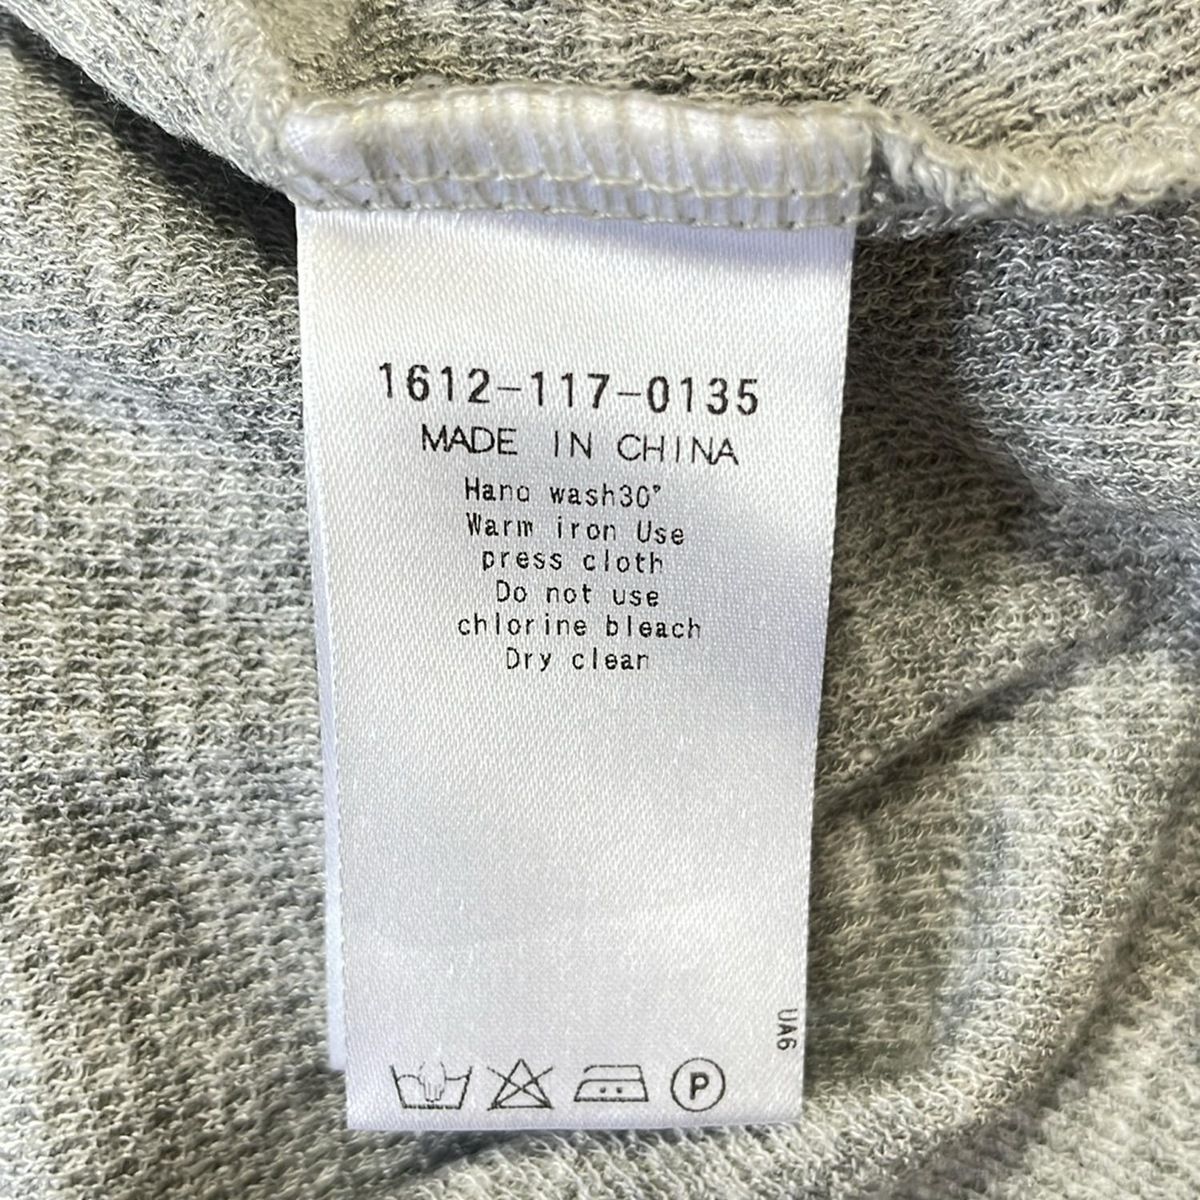 1612-117-0135
MADE IN CHINA
Hand wash30°
Warm iron Use
press cloth
Do not use
chlorine bleach
Dry clean
UA6
P